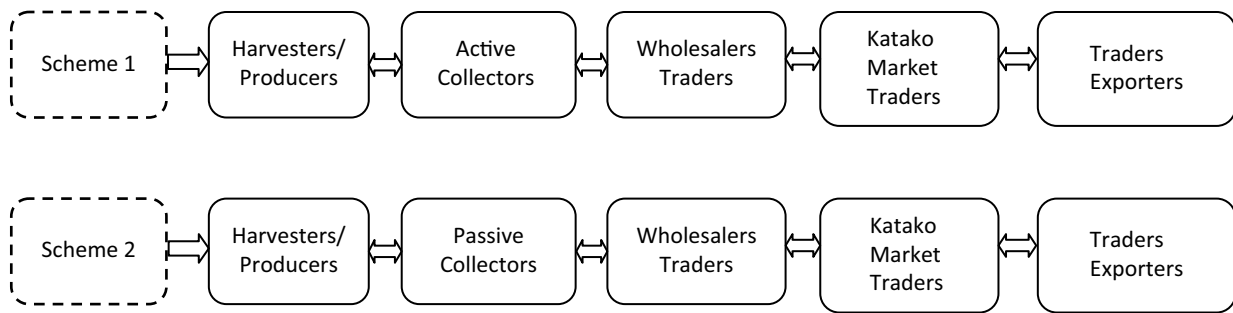 Scheme 1
Harvesters/
Producers
Active
Collectors
Wholesalers
Traders
Katako
Market
Traders
Traders
Exporters
Scheme 2
Harvesters/
Producers
Passive
Collectors
Wholesalers
Traders
Katako
Market
Traders
Traders
Exporters